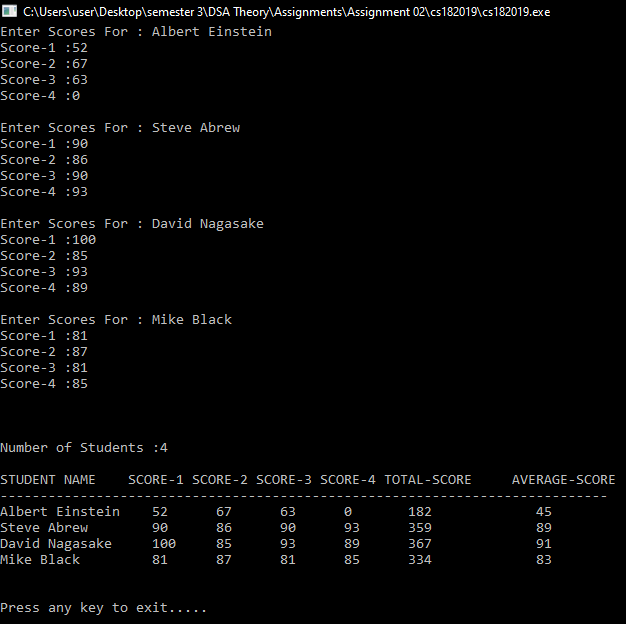 C:\Users\user\Desktop\semester 3\DSA Theory\Assignments\Assignment 02\cs182019\cs182019.exe
Enter Scores For : Albert Einstein
Score-1 :52
Score-2 :67
Score-3 :63
Score-4 :0
Enter Scores For : Steve Abrew
Score-1 :90
Score-2 :86
Score-3 :90
Score-4 :93
Enter Scores For : David Nagasake
Score-1 :100
Score-2 :85
Score-3 :93
Score-4 :89
Enter Scores For : Mike Black
Score-1 :81
Score-2 :87
Score-3 :81
Score-4 :85
Number of Students :4
STUDENT NAME    SCORE-1 SCORE-2 SCORE-3 SCORE-4 TOTAL-SCORE     AVERAGE-SCORE
----------------------------------------------------------------------------
Albert Einstein    52      67      63      0       182             45
Steve Abrew        90      86      90      93      359             89
David Nagasake     100     85      93      89      367             91
Mike Black         81      87      81      85      334             83
Press any key to exit.....